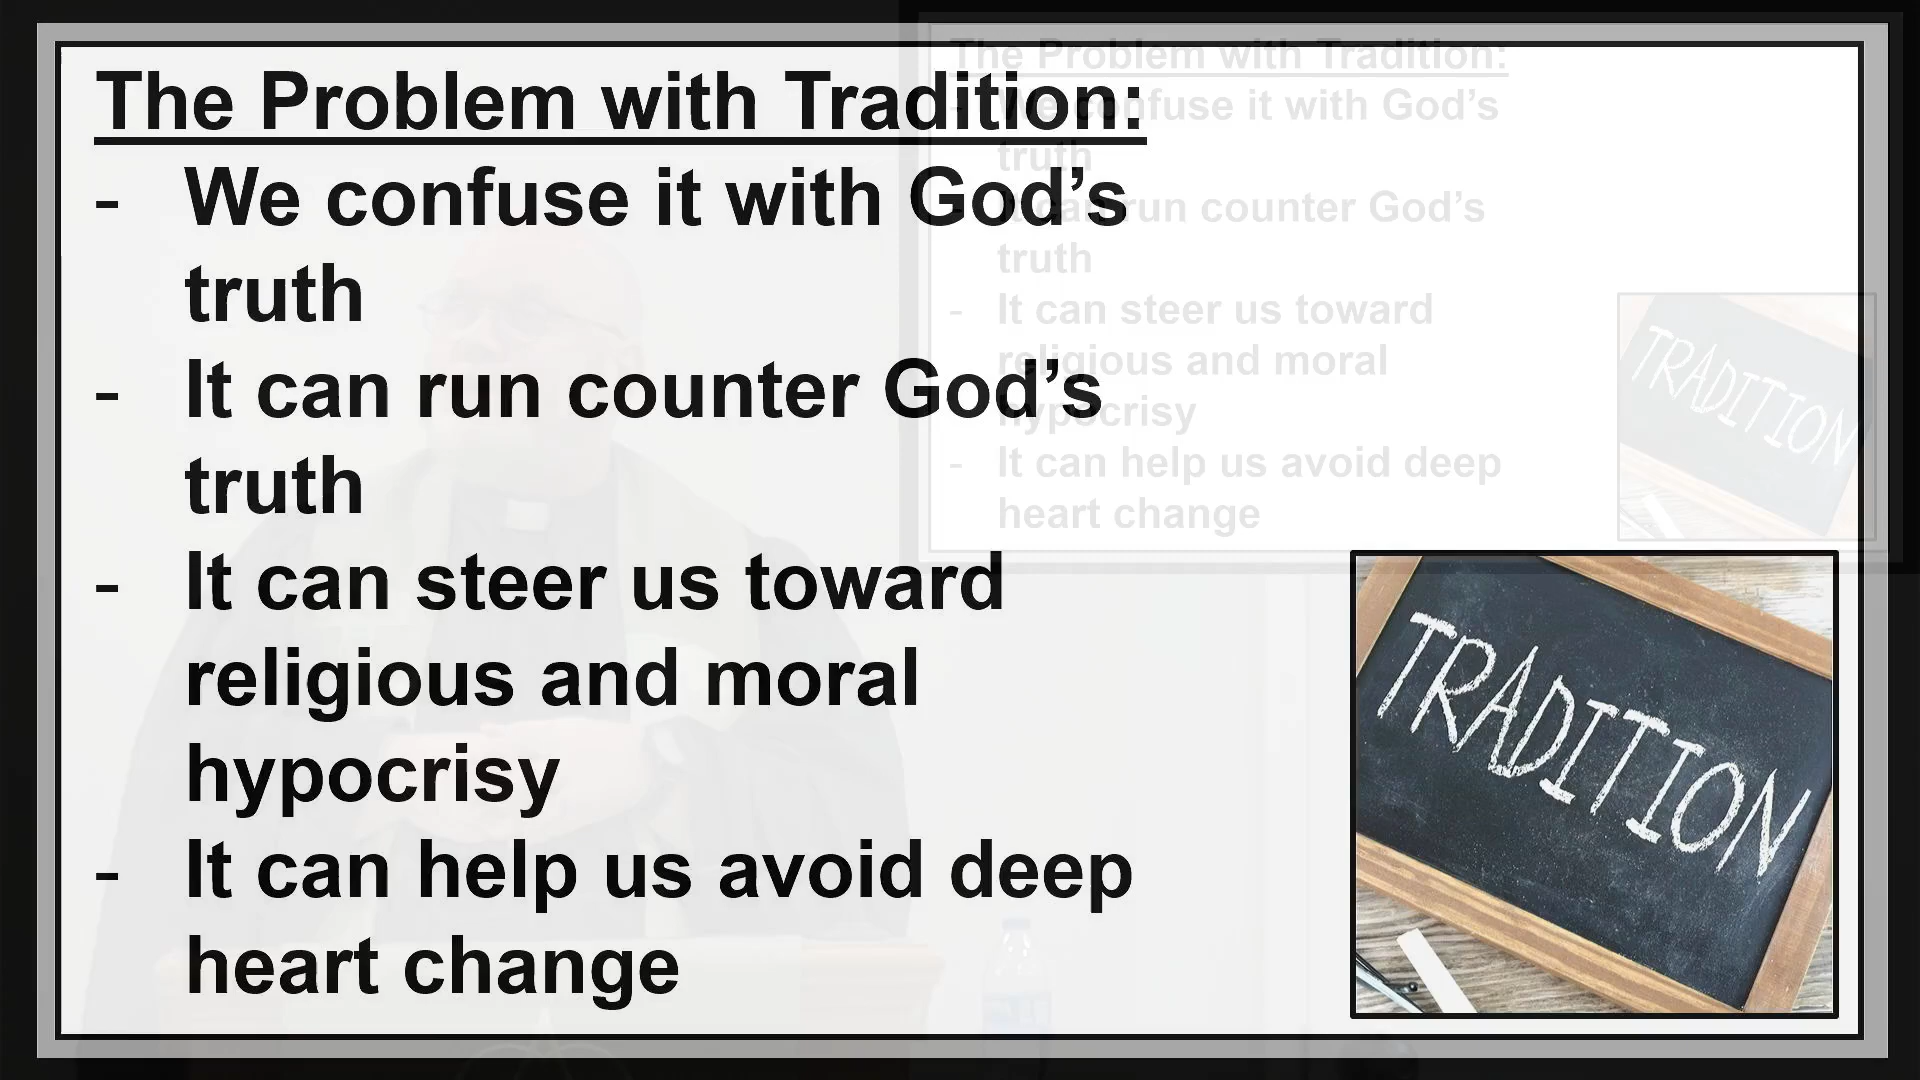 The Problem with Tradition:
- We confuse it with God’s
truth
- It can run counter God’s
truth
- It can steer us toward
religious and moral
hypocrisy
- It can help us avoid deep
heart change
TRADITION
The Problem with Tradition:
- We confuse it with God’s
truth
- It can run counter God’s
truth
- It can steer us toward
religious and moral
hypocrisy
- It can help us avoid deep
heart change
TRADITION